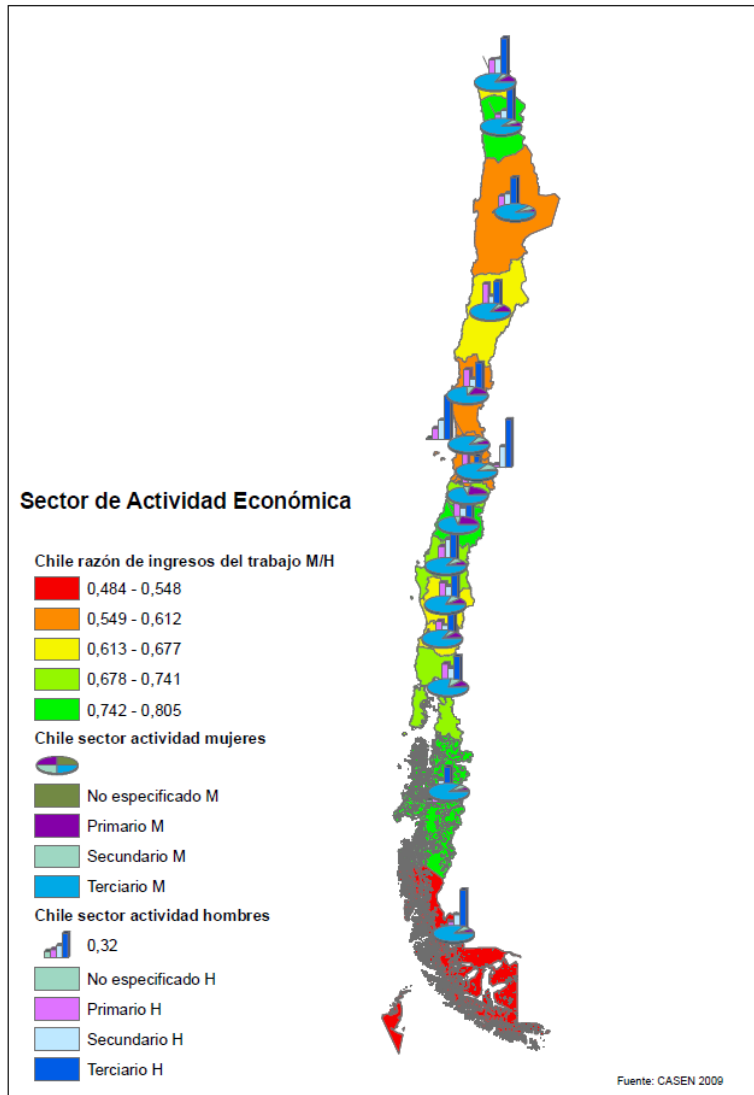 Sector de Actividad Económica
Chile razón de ingresos del trabajo M/H
0,484 - 0,548
0,549 - 0,612
0,613 - 0,677
0,678 - 0,741
0,742 - 0,805
Chile sector actividad mujeres
No especificado M
Primario M
Secundario M
Terciario M
Chile sector actividad hombres
0,32
No especificado H
Primario H
Secundario H
Terciario H
Fuente: CASEN 2009